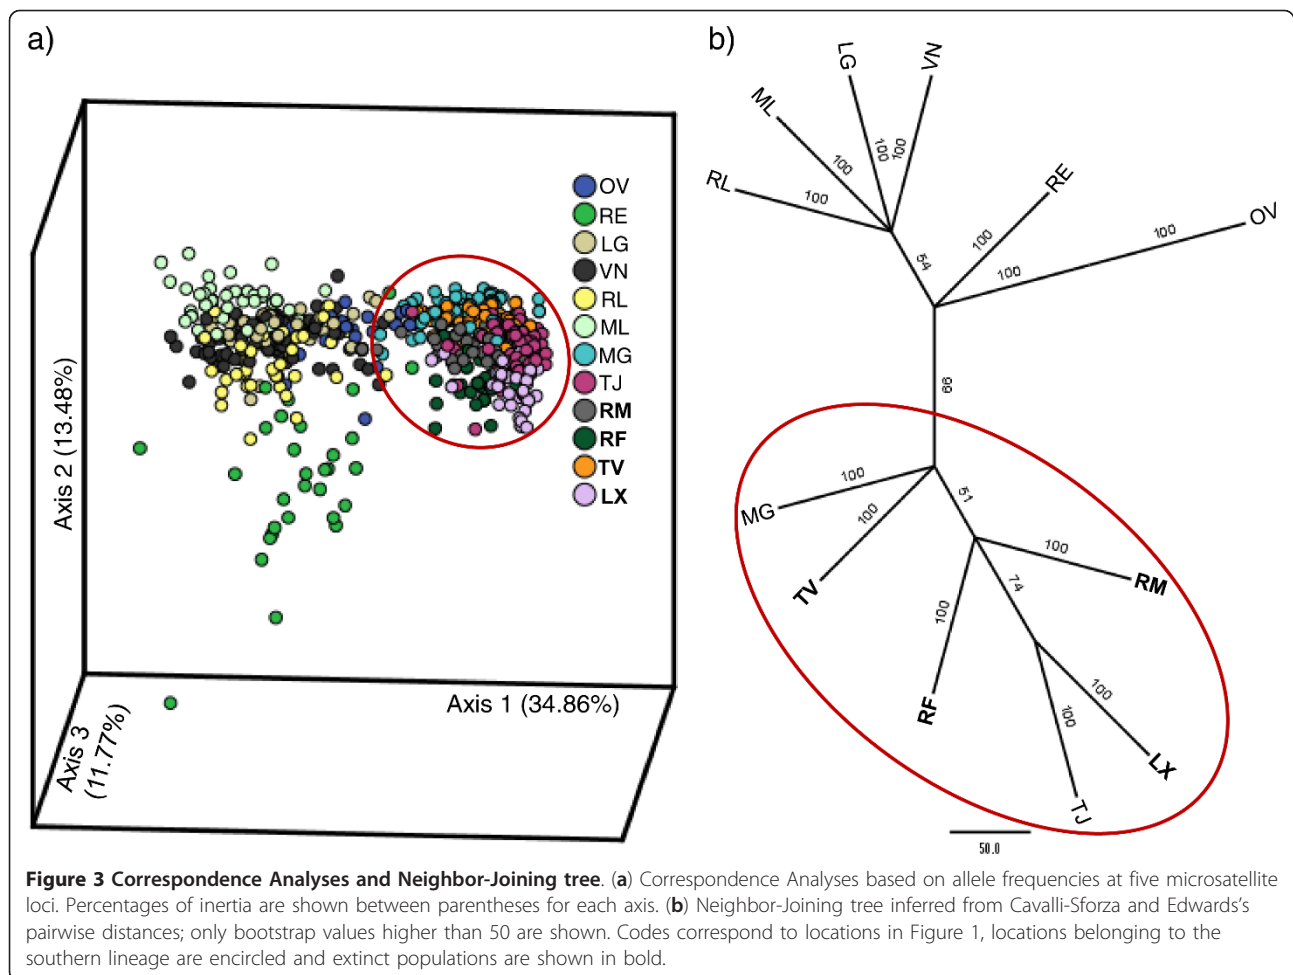 a)
OV
RE
LG
VN
RL
ML
MG
TJ
RM
RF
TV
LX
Axis 2 (13.48%)
Axis 1 (34.86%)
Axis 3
(11.77%)
b)
LG
VN
ML
RL
RE
OV
100
100
100
100
100
100
100
54
66
MG
100
TV
100
51
RM
100
74
RF
100
LX
100
TJ
100
50.0
Figure 3 Correspondence Analyses and Neighbor-Joining tree. (a) Correspondence Analyses based on allele frequencies at five microsatellite
loci. Percentages of inertia are shown between parentheses for each axis. (b) Neighbor-Joining tree inferred from Cavalli-Sforza and Edwards's
pairwise distances; only bootstrap values higher than 50 are shown. Codes correspond to locations in Figure 1, locations belonging to the
southern lineage are encircled and extinct populations are shown in bold.